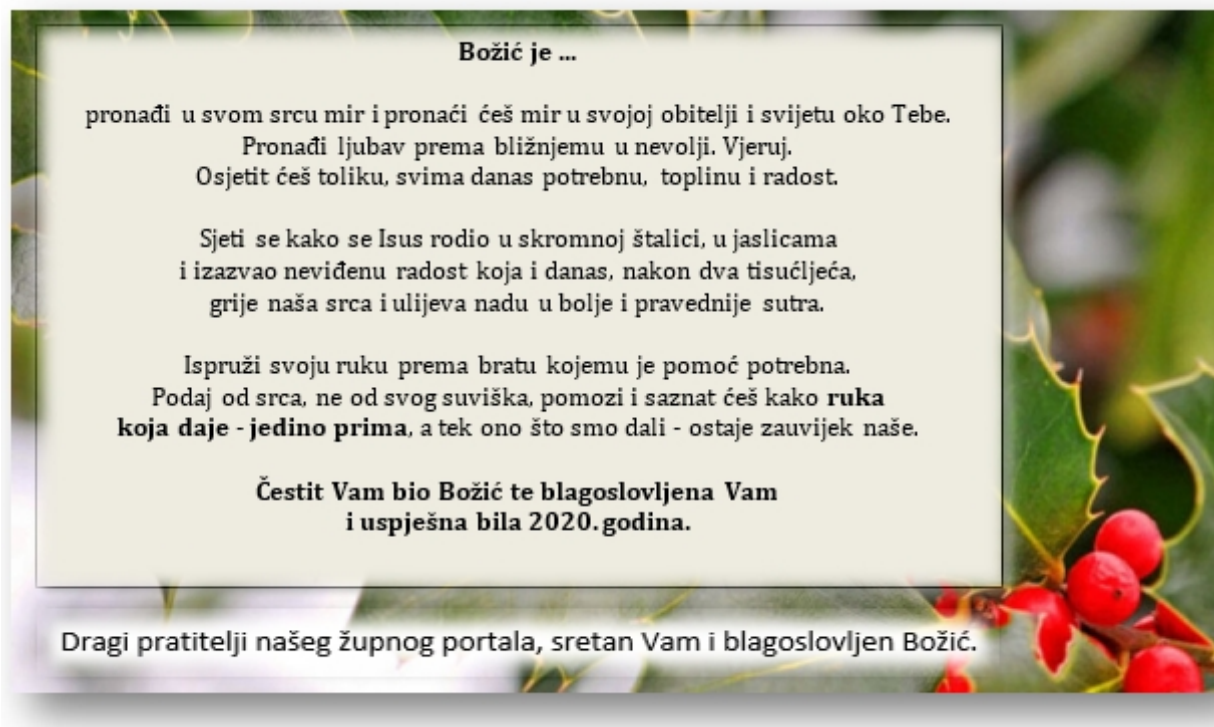 Božić je ...
pronađi u svom srcu mir i pronaći ćeš mir u svojoj obitelji i svijetu oko Tebe.
Pronađi ljubav prema bližnjemu u nevolji. Vjeruj.
Osjetit ćeš toliku, svima danas potrebnu, toplinu i radost.
Sjeti se kako se Isus rodio u skromnoj štalici, u jaslicama
i izazvao neviđenu radost koja i danas, nakon dva tisućljeća,
grije naša srca i ulijeva nadu u bolje i pravednije sutra.
Ispruži svoju ruku prema bratu kojemu je pomoć potrebna.
Podaj od srca, ne od svog suviška, pomozi i saznat ćeš kako ruka
koja daje - jedino prima, a tek ono što smo dali - ostaje zauvijek naše.
Čestit Vam bio Božić te blagoslovljena Vam
i uspješna bila 2020. godina.
Dragi pratitelji našeg župnog portala, sretan Vam i blagoslovljen Božić.